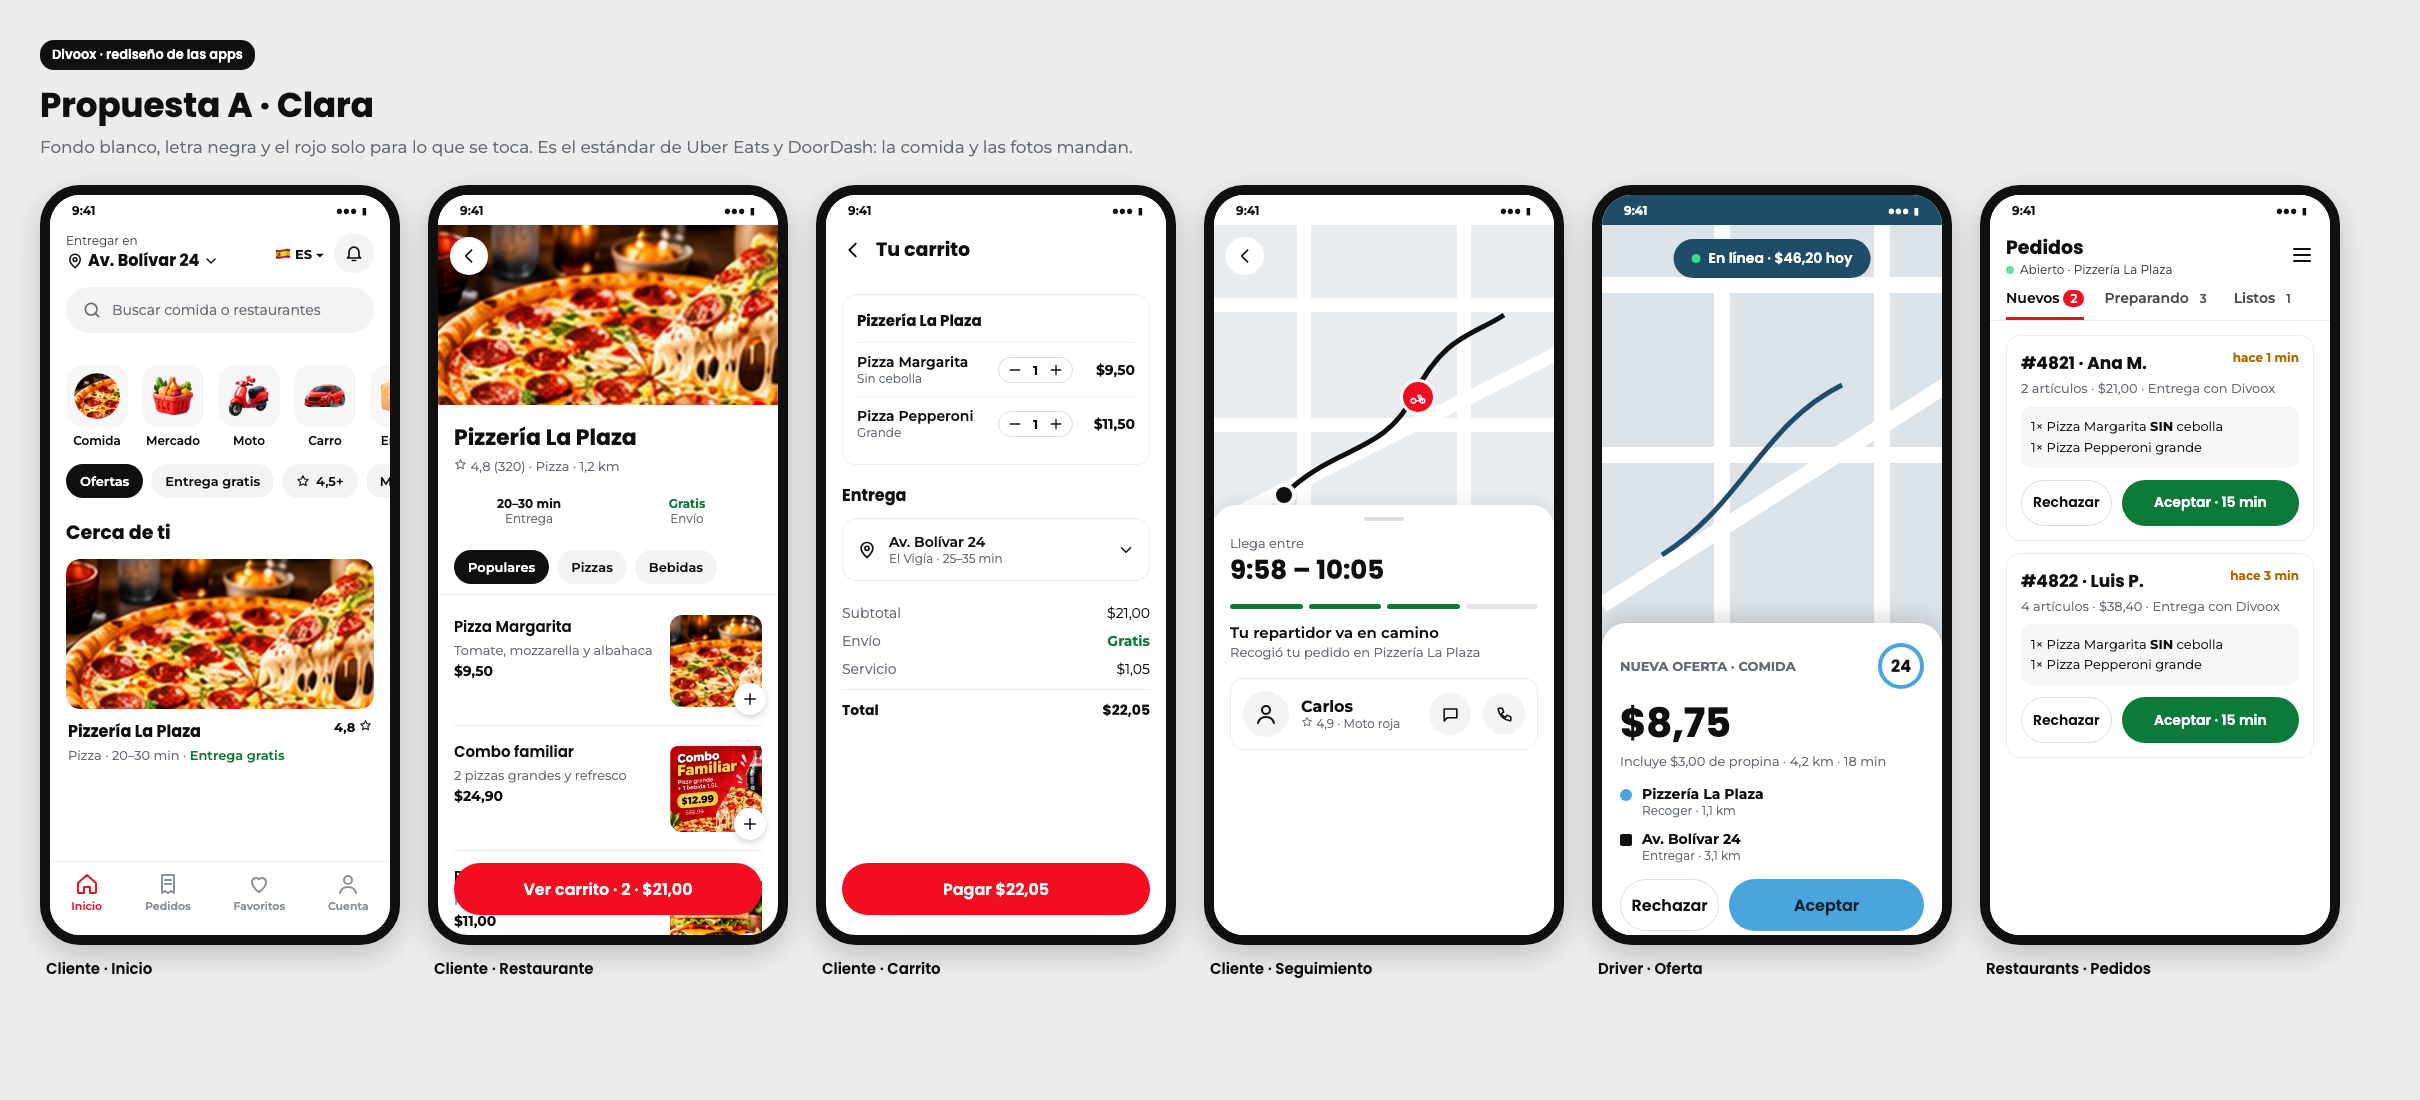 Divoox · rediseño de las apps
Propuesta A · Clara
Fondo blanco, letra negra y el rojo solo para lo que se toca. Es el estándar de Uber Eats y DoorDash: la comida y las fotos mandan.
9:41
Entregar en
Av. Bolívar 24
ES
Buscar comida o restaurantes
Comida
Mercado
Moto
Carro
Ofertas
Entrega gratis
4,5+
Cerca de ti
Pizzería La Plaza
4,8
Pizza · 20–30 min · Entrega gratis
Inicio
Pedidos
Favoritos
Cuenta
Cliente · Inicio
9:41
Pizzería La Plaza
4,8 (320) · Pizza · 1,2 km
20–30 min
Entrega
Gratis
Envío
Populares
Pizzas
Bebidas
Pizza Margarita
Tomate, mozzarella y albahaca
$9,50
Combo familiar
2 pizzas grandes y refresco
$24,90
Combo
Familiar
Pizza grande
+ 1 bebida 1.5L
$12.99
Ver carrito · 2 · $21,00
$11,00
Cliente · Restaurante
9:41
Tu carrito
Pizzería La Plaza
Pizza Margarita
Sin cebolla
1
$9,50
Pizza Pepperoni
Grande
1
$11,50
Entrega
Av. Bolívar 24
El Vigía · 25–35 min
Subtotal
$21,00
Envío
Gratis
Servicio
$1,05
Total
$22,05
Pagar $22,05
Cliente · Carrito
9:41
Llega entre
9:58 – 10:05
Tu repartidor va en camino
Recogió tu pedido en Pizzería La Plaza
Carlos
4,9 · Moto roja
Cliente · Seguimiento
9:41
En línea · $46,20 hoy
NUEVA OFERTA · COMIDA
24
$8,75
Incluye $3,00 de propina · 4,2 km · 18 min
Pizzería La Plaza
Recoger · 1,1 km
Av. Bolívar 24
Entregar · 3,1 km
Rechazar
Aceptar
Driver · Oferta
9:41
Pedidos
Abierto · Pizzería La Plaza
Nuevos 2
Preparando 3
Listos 1
#4821 · Ana M.
hace 1 min
2 artículos · $21,00 · Entrega con Divoox
1× Pizza Margarita SIN cebolla
1× Pizza Pepperoni grande
Rechazar
Aceptar · 15 min
#4822 · Luis P.
hace 3 min
4 artículos · $38,40 · Entrega con Divoox
1× Pizza Margarita SIN cebolla
1× Pizza Pepperoni grande
Rechazar
Aceptar · 15 min
Restaurants · Pedidos